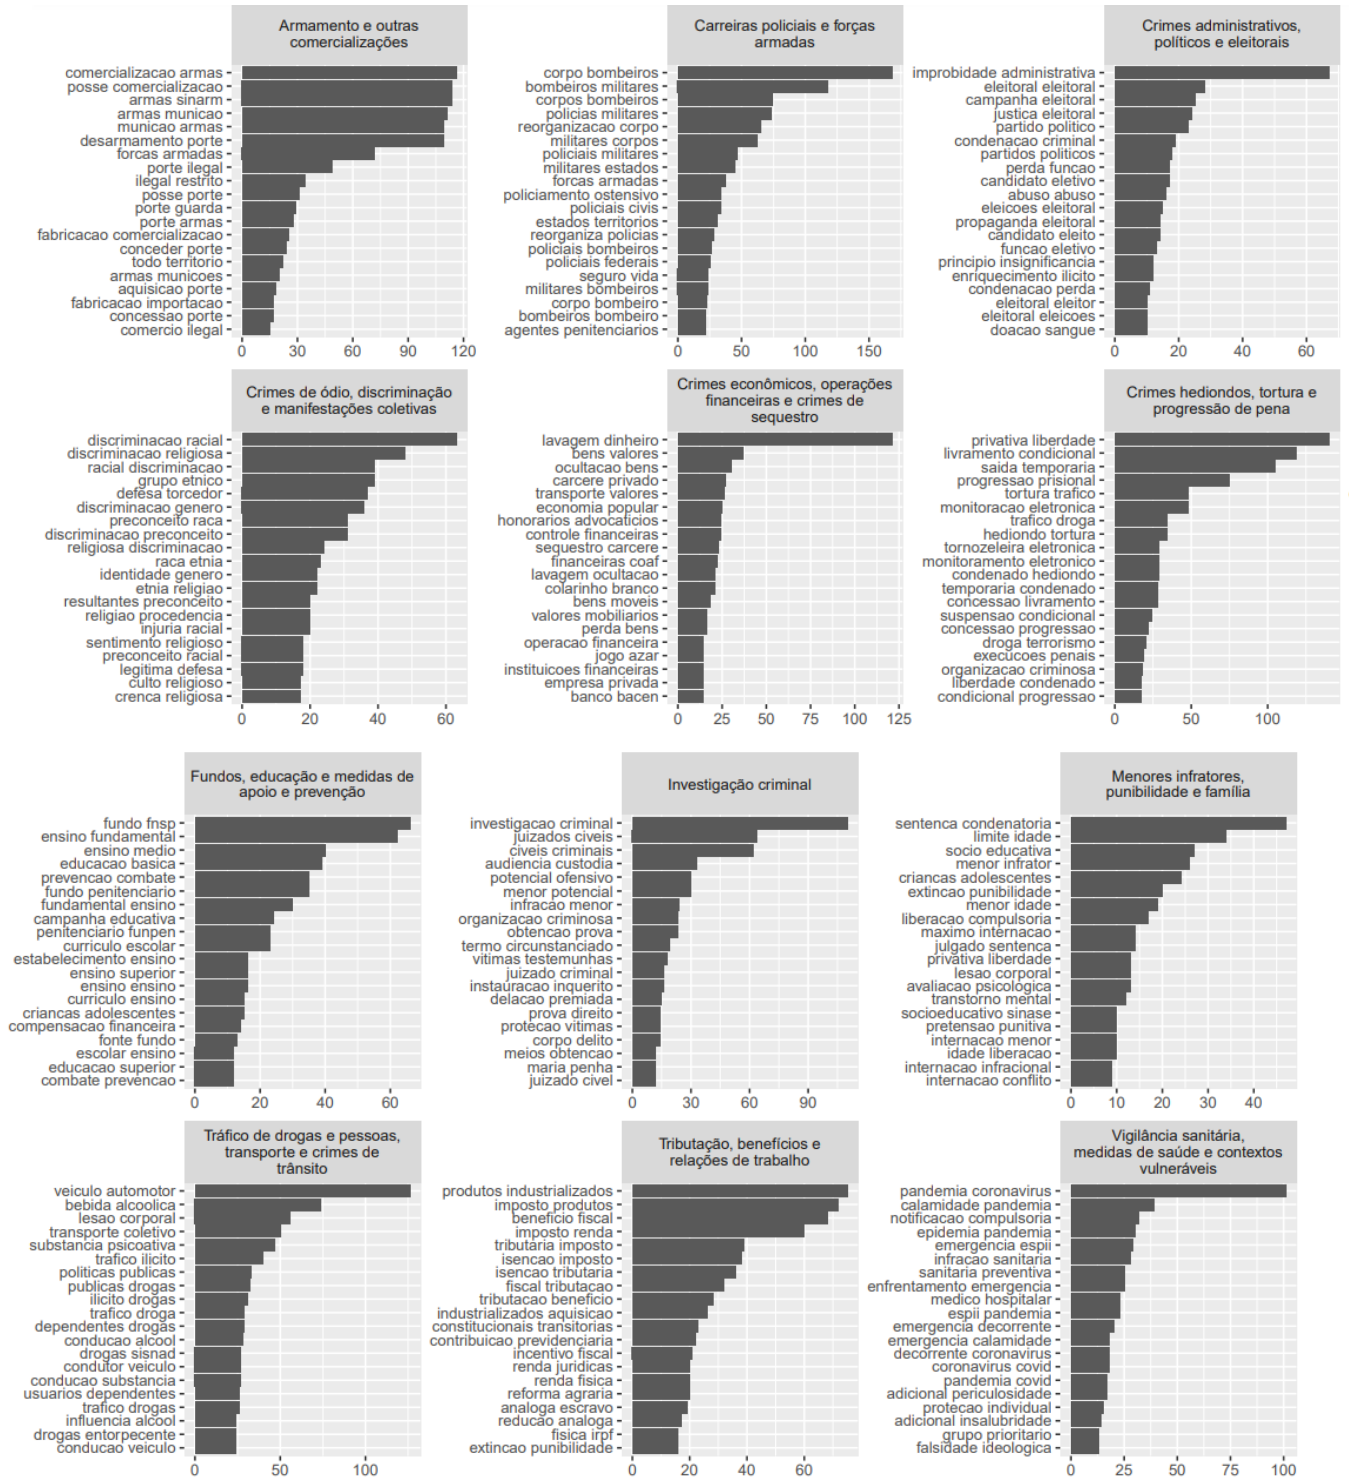 Armamento e outras
comercializações
comercializacao armas
posse comercializacao
armas sinarm
armas municao
municao armas
desarmamento porte
forcas armadas
porte ilegal
ilegal restrito
posse porte
porte guarda
porte armas
fabricacao comercializacao
conceder porte
todo territorio
armas municoes
aquisicao porte
fabricacao importacao
concessao porte
comercio ilegal
0 30 60 90 120
Carreiras policiais e forças
armadas
corpo bombeiros
bombeiros militares
corpos bombeiros
policias militares
reorganizacao corpo
militares corpos
policiais militares
militares estados
forcas armadas
policiamento ostensivo
policiais civis
estados territorios
reorganiza policias
policiais bombeiros
policiais federais
seguro vida
militares bombeiros
corpo bombeiro
bombeiros bombeiro
agentes penitenciarios
0 50 100 150
Crimes administrativos,
políticos e eleitorais
improbidade administrativa
eleitoral eleitoral
campanha eleitoral
justica eleitoral
partido politico
condenacao criminal
partidos politicos
perda funcao
candidato eletivo
abuso abuso
eleicoes eleitoral
propaganda eleitoral
candidato eleito
funcao eletivo
principio insignificancia
enriquecimento ilicito
condenacao perda
eleitoral eleitor
eleitoral eleicoes
doacao sangue
0 20 40 60
Crimes de ódio, discriminação
e manifestações coletivas
discriminacao racial
discriminacao religiosa
racial discriminacao
grupo etnico
defesa torcedor
discriminacao genero
preconceito raca
discriminacao preconceito
religiosa discriminacao
raca etnia
identidade genero
etnia religiao
resultantes preconceito
religiao procedencia
injuria racial
sentimento religioso
preconceito racial
legitima defesa
culto religioso
crenca religiosa
0 20 40 60
Crimes econômicos, operações
financeiras e crimes de
sequestro
lavagem dinheiro
bens valores
ocultacao bens
carcere privado
transporte valores
economia popular
honorarios advocaticios
controle financeiras
sequestro carcere
financeiras coaf
lavagem ocultacao
colarinho branco
bens moveis
valores mobiliarios
perda bens
operacao financeira
jogo azar
instituicoes financeiras
empresa privada
banco bacen
0 25 50 75 100 125
Crimes hediondos, tortura e
progressão de pena
privativa liberdade
livramento condicional
saida temporaria
progressao prisional
tortura trafico
monitoracao eletronica
trafico droga
hediondo tortura
tornozeleira eletronica
monitoramento eletronico
condenado hediondo
temporaria condenado
concessao livramento
suspensao condicional
concessao progressao
droga terrorismo
execucoes penais
organizacao criminosa
liberdade condenado
condicional progressao
0 50 100
Fundos, educação e medidas de
apoio e prevenção
fundo fnsp
ensino fundamental
ensino medio
educacao basica
prevencao combate
fundo penitenciario
fundamental ensino
campanha educativa
penitenciario funpen
curriculo escolar
estabelecimento ensino
ensino superior
ensino ensino
curriculo ensino
criancas adolescentes
compensacao financeira
fonte fundo
escolar ensino
educacao superior
combate prevencao
0 20 40 60
Investigação criminal
investigacao criminal
juizados civeis
civeis criminais
audiencia custodia
potencial ofensivo
menor potencial
infracao menor
organizacao criminosa
obtencao prova
termo circunstanciado
vitimas testemunhas
juizado criminal
instauracao inquerito
delacao premiada
prova direito
protecao vitimas
corpo delito
meios obtencao
maria penha
juizado civel
0 30 60 90
Menores infratores,
punibilidade e família
sentenca condenatoria
limite idade
socio educativa
menor infrator
criancas adolescentes
extincao punibilidade
menor idade
liberacao compulsoria
maximo internacao
julgado sentenca
privativa liberdade
lesao corporal
avaliacao psicologica
transtorno mental
socioeducativo sinase
pretensao punitiva
internacao menor
idade liberacao
internacao infracional
internacao conflito
0 10 20 30 40
Tráfico de drogas e pessoas,
transporte e crimes de
trânsito
veiculo automotor
bebida alcoolica
lesao corporal
transporte coletivo
substancia psicoativa
trafico ilicito
politicas publicas
publicas drogas
ilicito drogas
trafico droga
dependentes drogas
conducao alcool
drogas sisnad
condutor veiculo
conducao substancia
usuarios dependentes
trafico drogas
influencia alcool
drogas entorpecente
conducao veiculo
0 50 100
Tributação, benefícios e
relações de trabalho
produtos industrializados
imposto produtos
beneficio fiscal
imposto renda
tributaria imposto
isencao imposto
isencao tributaria
fiscal tributacao
tributacao beneficio
industrializados aquisicao
constitucionais transitorias
contribuicao previdenciaria
incentivo fiscal
renda juridicas
renda fisica
reforma agraria
analoga escravo
reducao analoga
fisica irpf
extincao punibilidade
0 20 40 60
Vigilância sanitária,
medidas de saúde e contextos
vulneráveis
pandemia coronavirus
calamidade pandemia
notificacao compulsoria
epidemia pandemia
emergencia espii
infracao sanitaria
sanitaria preventiva
enfrentamento emergencia
medico hospitalar
espii pandemia
emergencia decorrente
emergencia calamidade
decorrente coronavirus
coronavirus covid
pandemia covid
adicional periculosidade
protecao individual
adicional insalubridade
grupo prioritario
falsidade ideologica
0 25 50 75 100